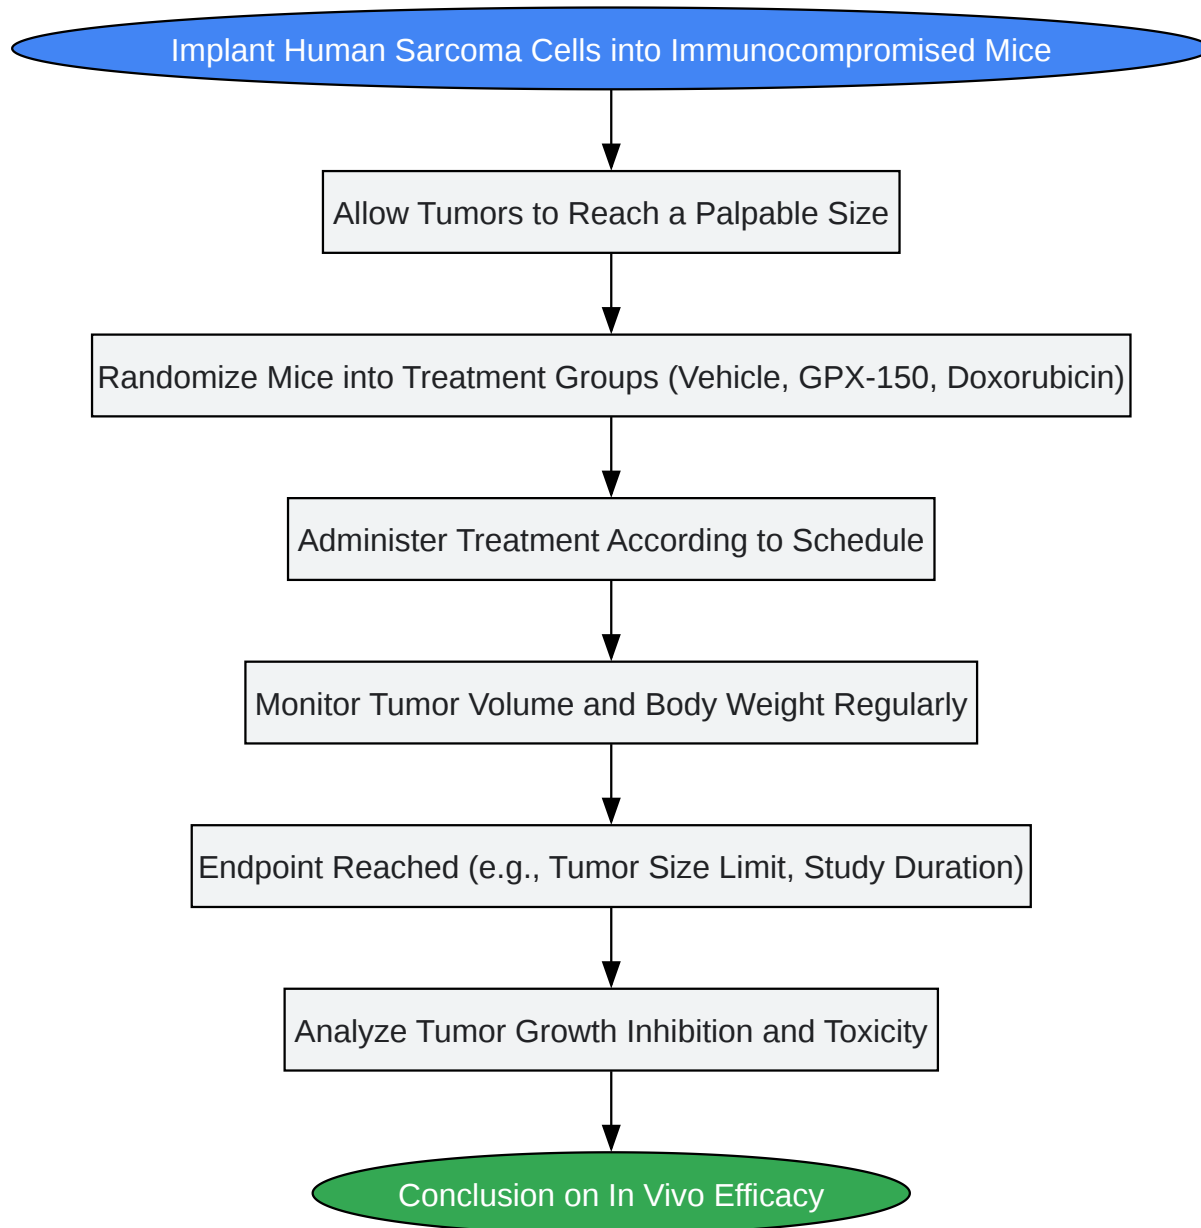 Implant Human Sarcoma Cells into Immunocompromised Mice
Allow Tumors to Reach a Palpable Size
Randomize Mice into Treatment Groups (Vehicle, GPX-150, Doxorubicin)
Administer Treatment According to Schedule
Monitor Tumor Volume and Body Weight Regularly
Endpoint Reached (e.g., Tumor Size Limit, Study Duration)
Analyze Tumor Growth Inhibition and Toxicity
Conclusion on In Vivo Efficacy